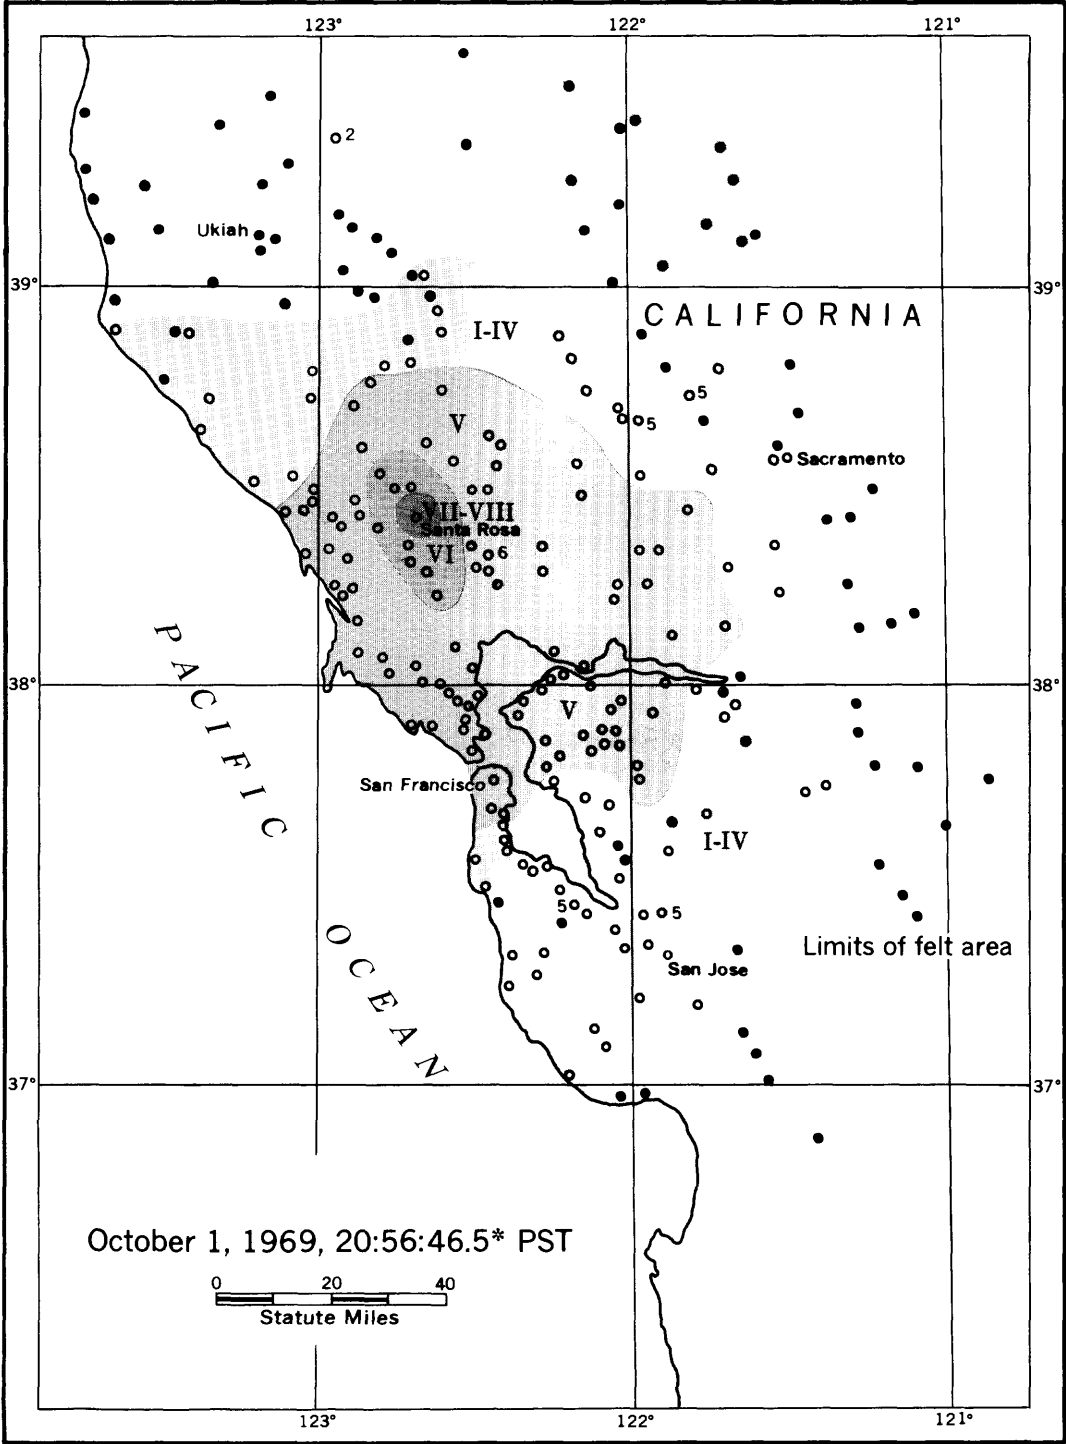 123° 122° 121°
2
Ukiah
39° 39°
CALIFORNIA
I-IV
5
V
5
Sacramento
VII-VIII
Santa Rosa
VI 6
PACIFIC
38° 38°
V
San Francisco
I-IV
5 5
OCEAN
Limits of felt area
San Jose
37° 37°
October 1, 1969, 20:56:46.5* PST
0 20 40
Statute Miles
123° 122° 121°